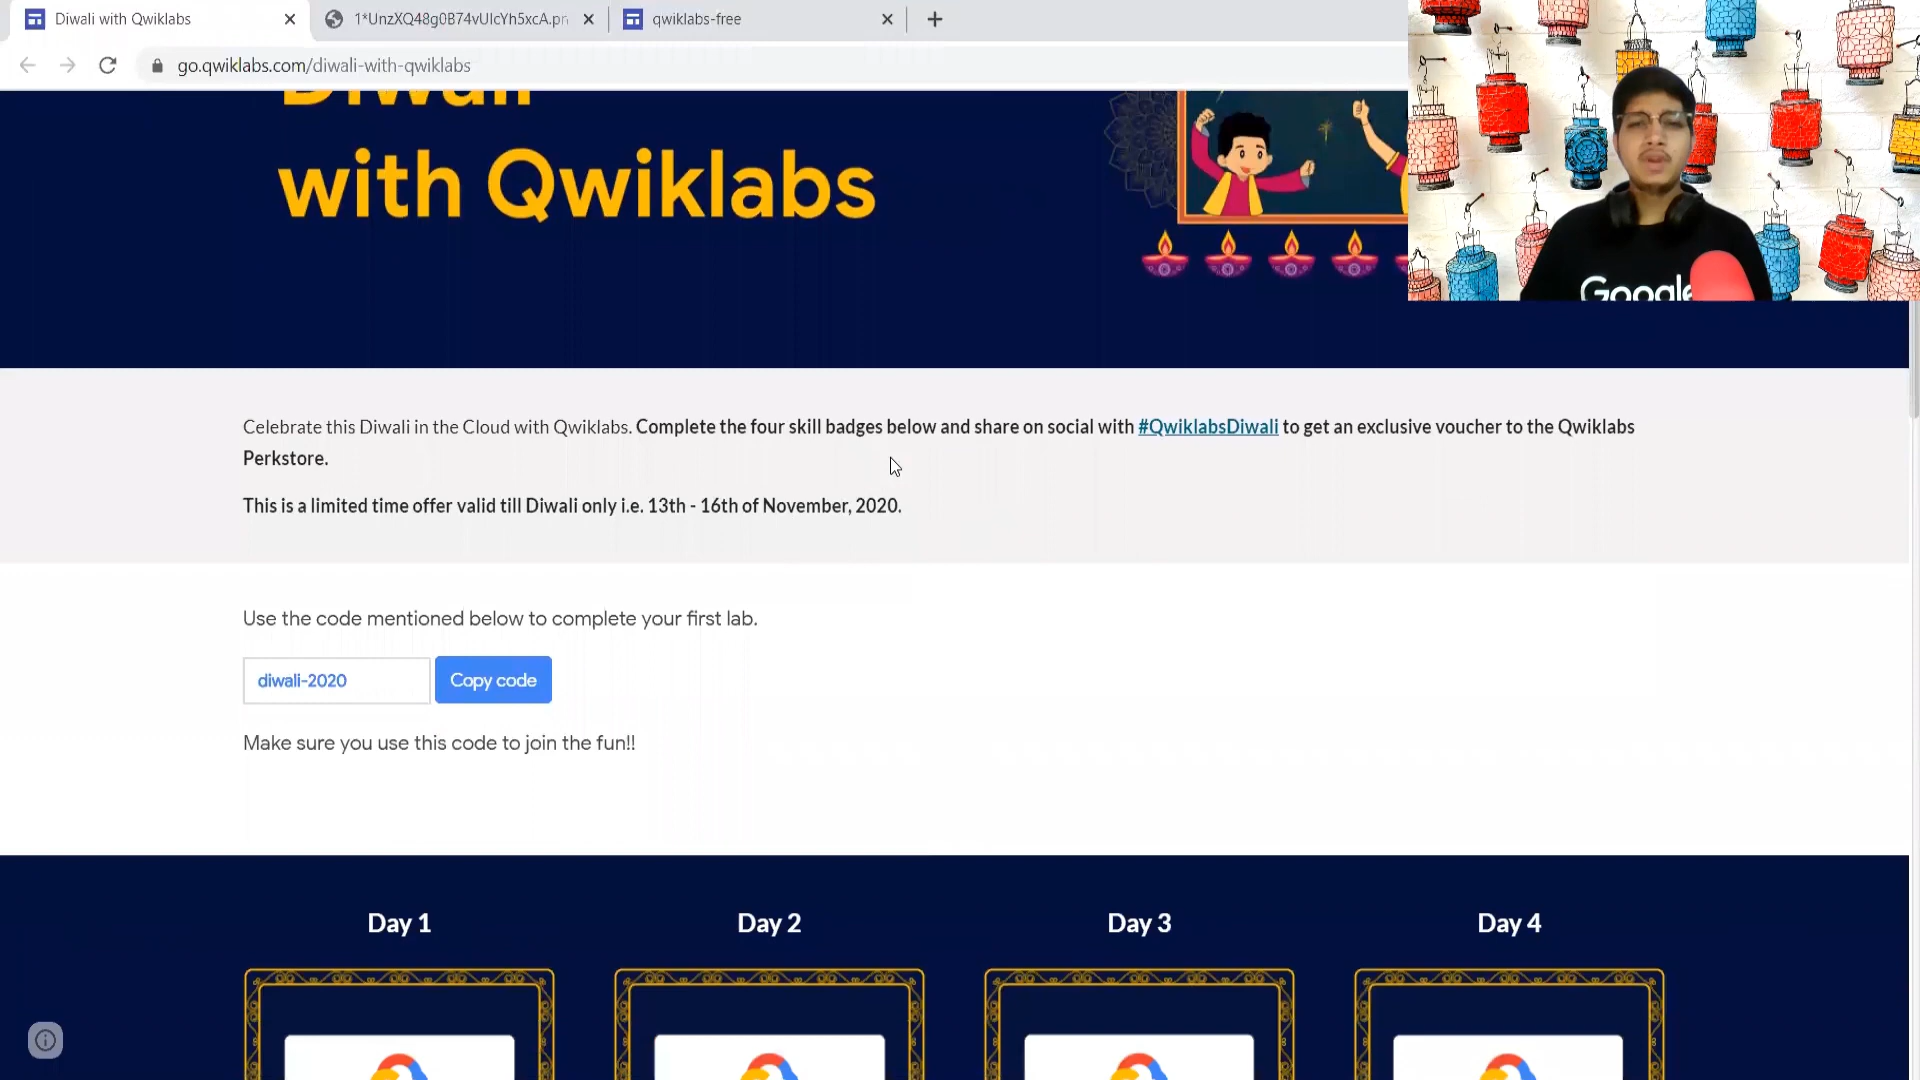 Diwali with Qwiklabs
1*UnzXQ48g0B74vUlcYh5xcA.pn
qwiklabs-free
go.qwiklabs.com/diwali-with-qwiklabs
Diwali
with Qwiklabs
Google
Celebrate this Diwali in the Cloud with Qwiklabs. Complete the four skill badges below and share on social with #QwiklabsDiwali to get an exclusive voucher to the Qwiklabs
Perkstore.
This is a limited time offer valid till Diwali only i.e. 13th - 16th of November, 2020.
Use the code mentioned below to complete your first lab.
diwali-2020 Copy code
Make sure you use this code to join the fun!!
Day 1 Day 2 Day 3 Day 4